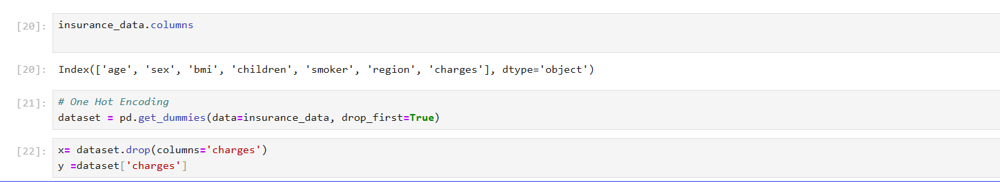 [20]: insurance_data.columns
[20]: Index(['age', 'sex', 'bmi', 'children', 'smoker', 'region', 'charges'], dtype='object')
[21]: # One Hot Encoding
dataset = pd.get_dummies(data=insurance_data, drop_first=True)
[22]: x= dataset.drop(columns='charges')
y =dataset['charges']